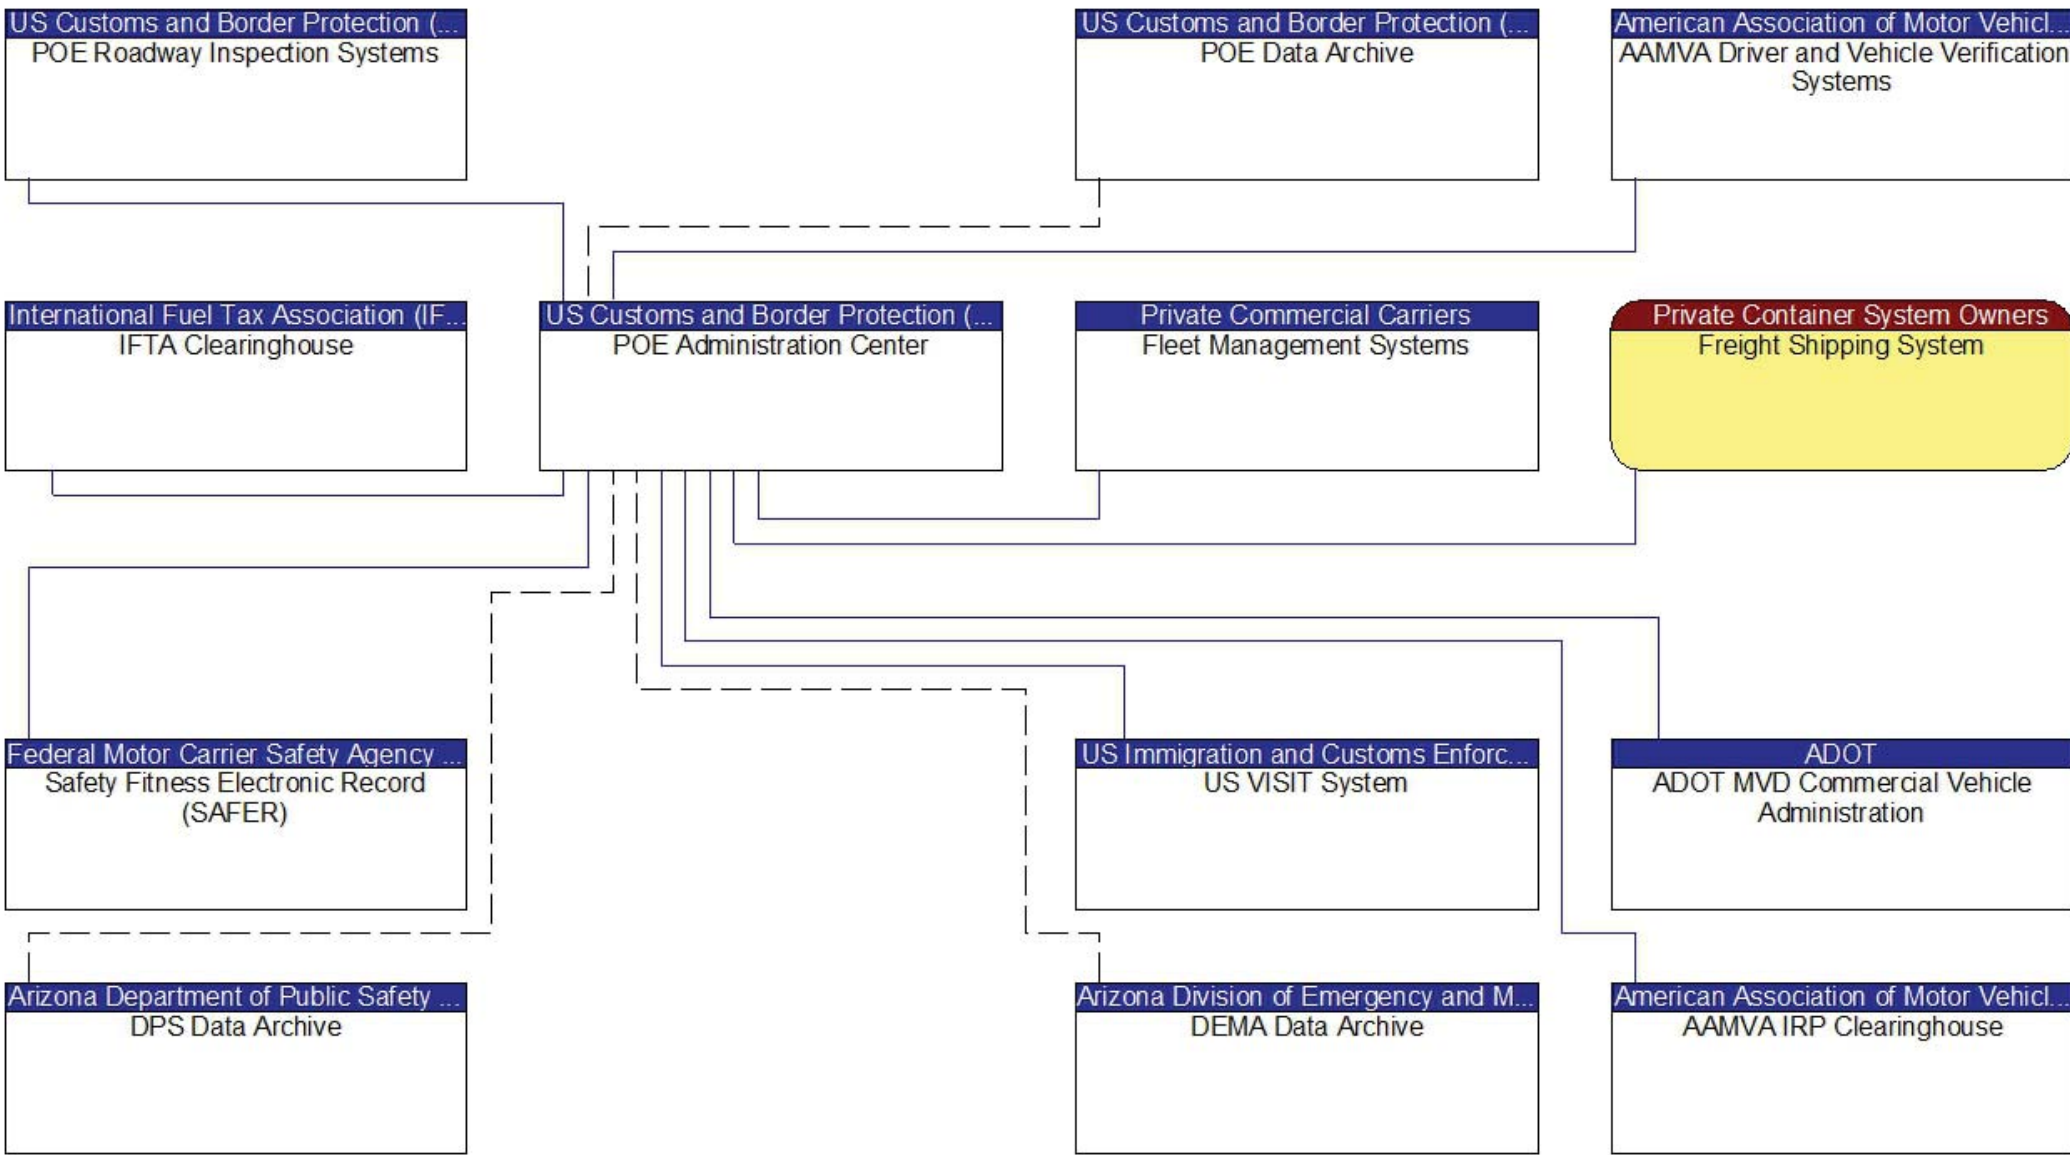 US Customs and Border Protection (...
POE Roadway Inspection Systems
US Customs and Border Protection (...
POE Data Archive
American Association of Motor Vehicl...
AAMVA Driver and Vehicle Verification
Systems
International Fuel Tax Association (IF...
IFTA Clearinghouse
US Customs and Border Protection (...
POE Administration Center
Private Commercial Carriers
Fleet Management Systems
Private Container System Owners
Freight Shipping System
Federal Motor Carrier Safety Agency ...
Safety Fitness Electronic Record
(SAFER)
US Immigration and Customs Enforc...
US VISIT System
ADOT
ADOT MVD Commercial Vehicle
Administration
Arizona Department of Public Safety ...
DPS Data Archive
Arizona Division of Emergency and M...
DEMA Data Archive
American Association of Motor Vehicl...
AAMVA IRP Clearinghouse